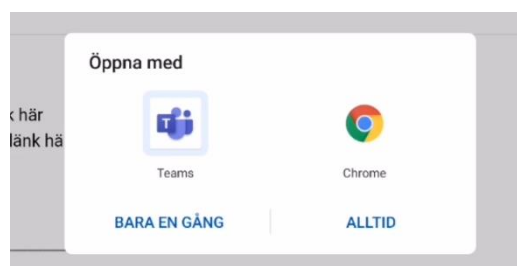 Öppna med
här
länk hä
Teams Chrome
BARA EN GÅNG ALLTID